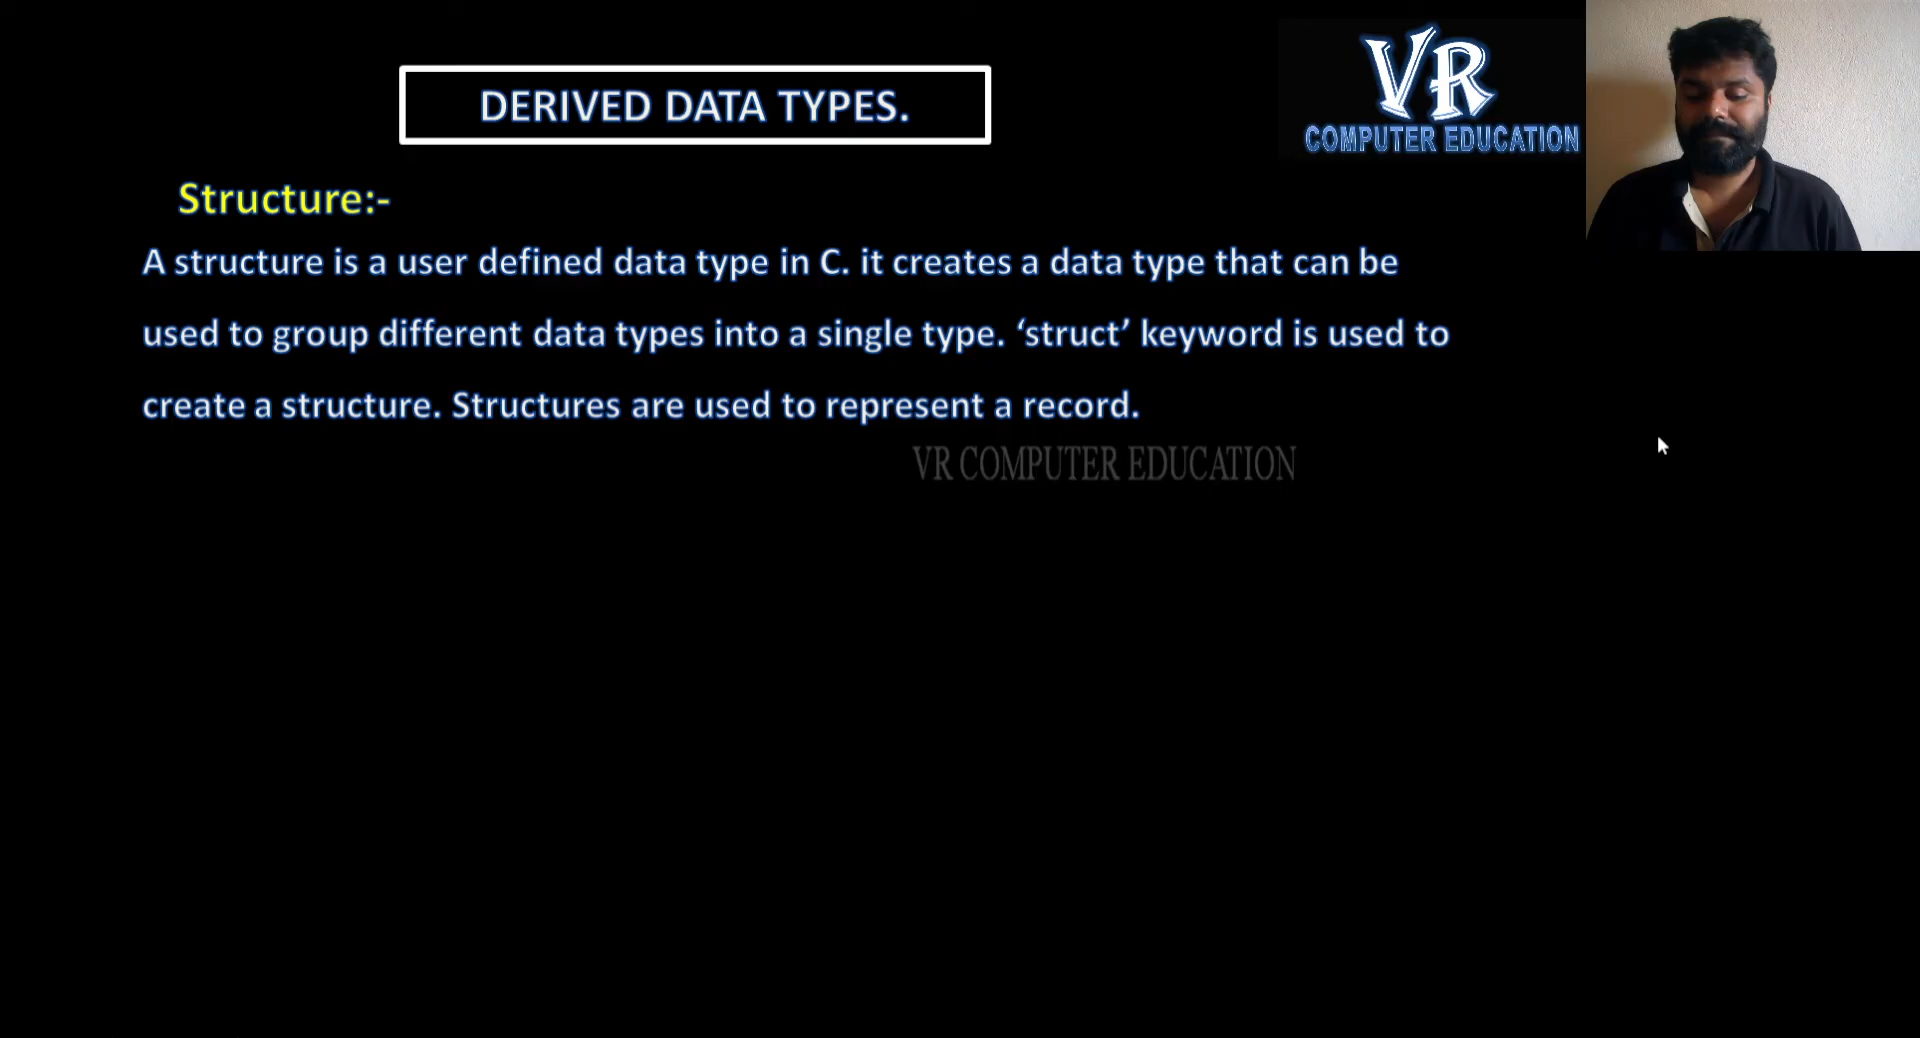 DERIVED DATA TYPES.
VR
COMPUTER EDUCATION
Structure:-
A structure is a user defined data type in C. it creates a data type that can be
used to group different data types into a single type. ‘struct’ keyword is used to
create a structure. Structures are used to represent a record.
VR COMPUTER EDUCATION